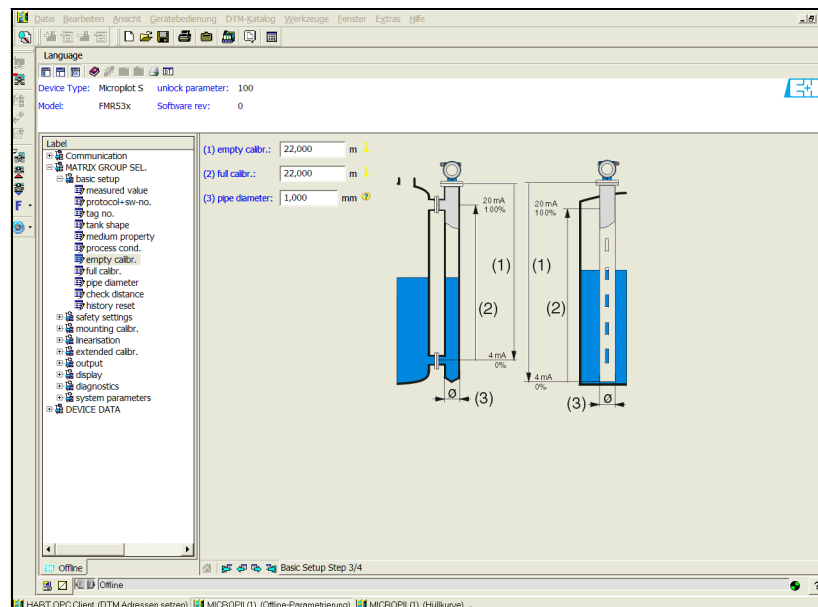 Datei Bearbeiten Ansicht Gerätebedienung DTM-Katalog Werkzeuge Fenster Extras Hilfe
Language
Device Type: Micropilot S unlock parameter: 100
Model: FMR53x Software rev: 0
Label
Communication
MATRIX GROUP SEL.
basic setup
measured value
protocol+sw-no.
tag no.
tank shape
medium property
process cond.
empty calibr.
full calibr.
pipe diameter
check distance
history reset
safety settings
mounting calibr.
linearisation
extended calibr.
output
display
diagnostics
system parameters
DEVICE DATA
(1) empty calbr.: 22,000 m
(2) full calbr.: 22,000 m
(3) pipe diameter: 1,000 mm
20 mA
100%
(1)
(2)
4 mA
0%
Ø
(3)
20 mA
100%
(1)
(2)
4 mA
0%
(3)
Ø
F
Offline
Basic Setup Step 3/4
Offline
HART OPC Client (DTM Adressen setzen) MICROPIL(1) (Offline-Parametrierung) MICROPIL(1) (Hüllkurve)